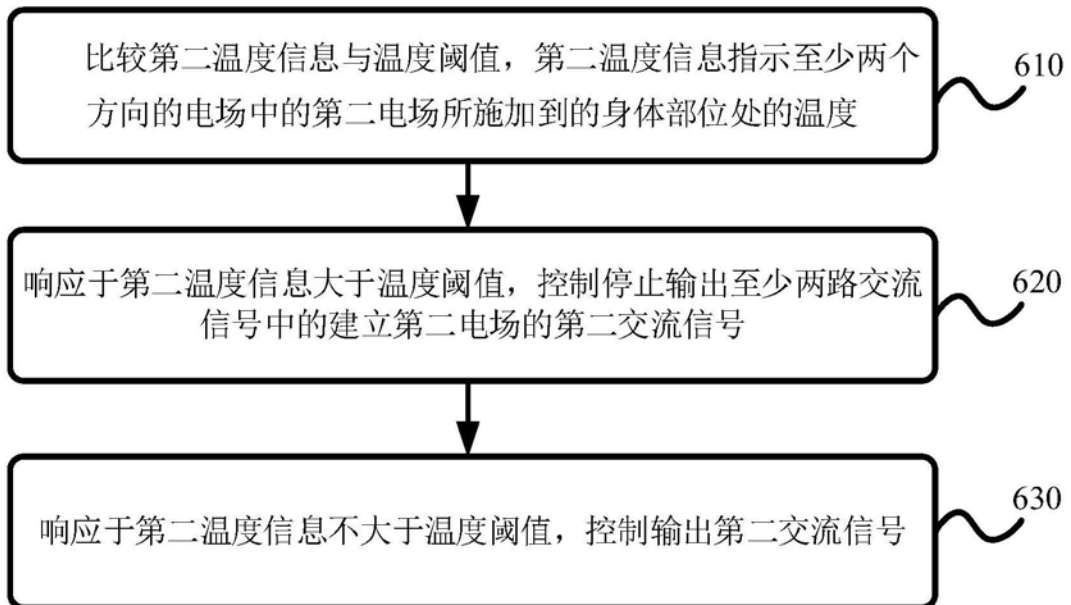 比较第二温度信息与温度阈值，第二温度信息指示至少两个
方向的电场中的第二电场所施加到的身体部位处的温度
610
响应于第二温度信息大于温度阈值，控制停止输出至少两路交流
信号中的建立第二电场的第二交流信号
620
响应于第二温度信息不大于温度阈值，控制输出第二交流信号
630